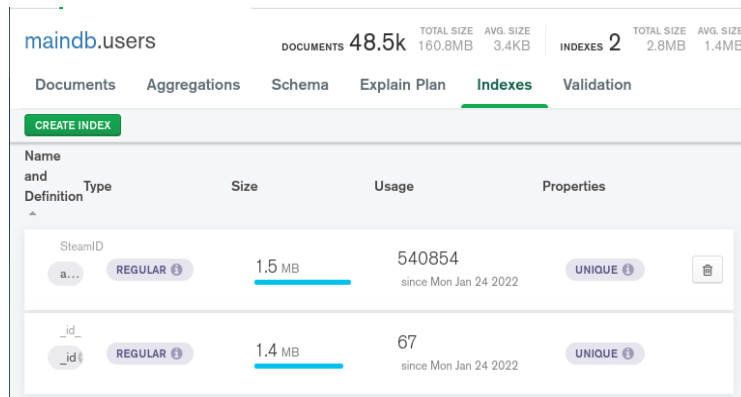 maindb.users
DOCUMENTS 48.5k TOTAL SIZE 160.8MB AVG. SIZE 3.4KB INDEXES 2 TOTAL SIZE 2.8MB AVG. SIZE 1.4MB
Documents Aggregations Schema Explain Plan Indexes Validation
CREATE INDEX
Name and Definition Type Size Usage Properties
SteamID
a... REGULAR 1.5 MB 540854 UNIQUE
since Mon Jan 24 2022
_id_
_id REGULAR 1.4 MB 67 UNIQUE
since Mon Jan 24 2022